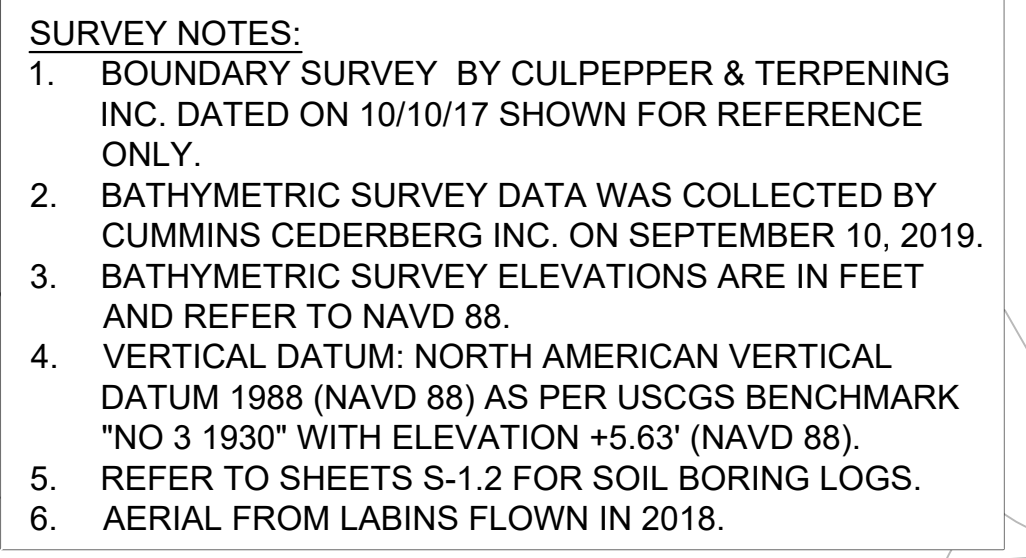 SURVEY NOTES:
1. BOUNDARY SURVEY BY CULPEPPER & TERPENING
INC. DATED ON 10/10/17 SHOWN FOR REFERENCE
ONLY.
2. BATHYMETRIC SURVEY DATA WAS COLLECTED BY
CUMMINS CEDERBERG INC. ON SEPTEMBER 10, 2019.
3. BATHYMETRIC SURVEY ELEVATIONS ARE IN FEET
AND REFER TO NAVD 88.
4. VERTICAL DATUM: NORTH AMERICAN VERTICAL
DATUM 1988 (NAVD 88) AS PER USCGS BENCHMARK
"NO 3 1930" WITH ELEVATION +5.63' (NAVD 88).
5. REFER TO SHEETS S-1.2 FOR SOIL BORING LOGS.
6. AERIAL FROM LABINS FLOWN IN 2018.